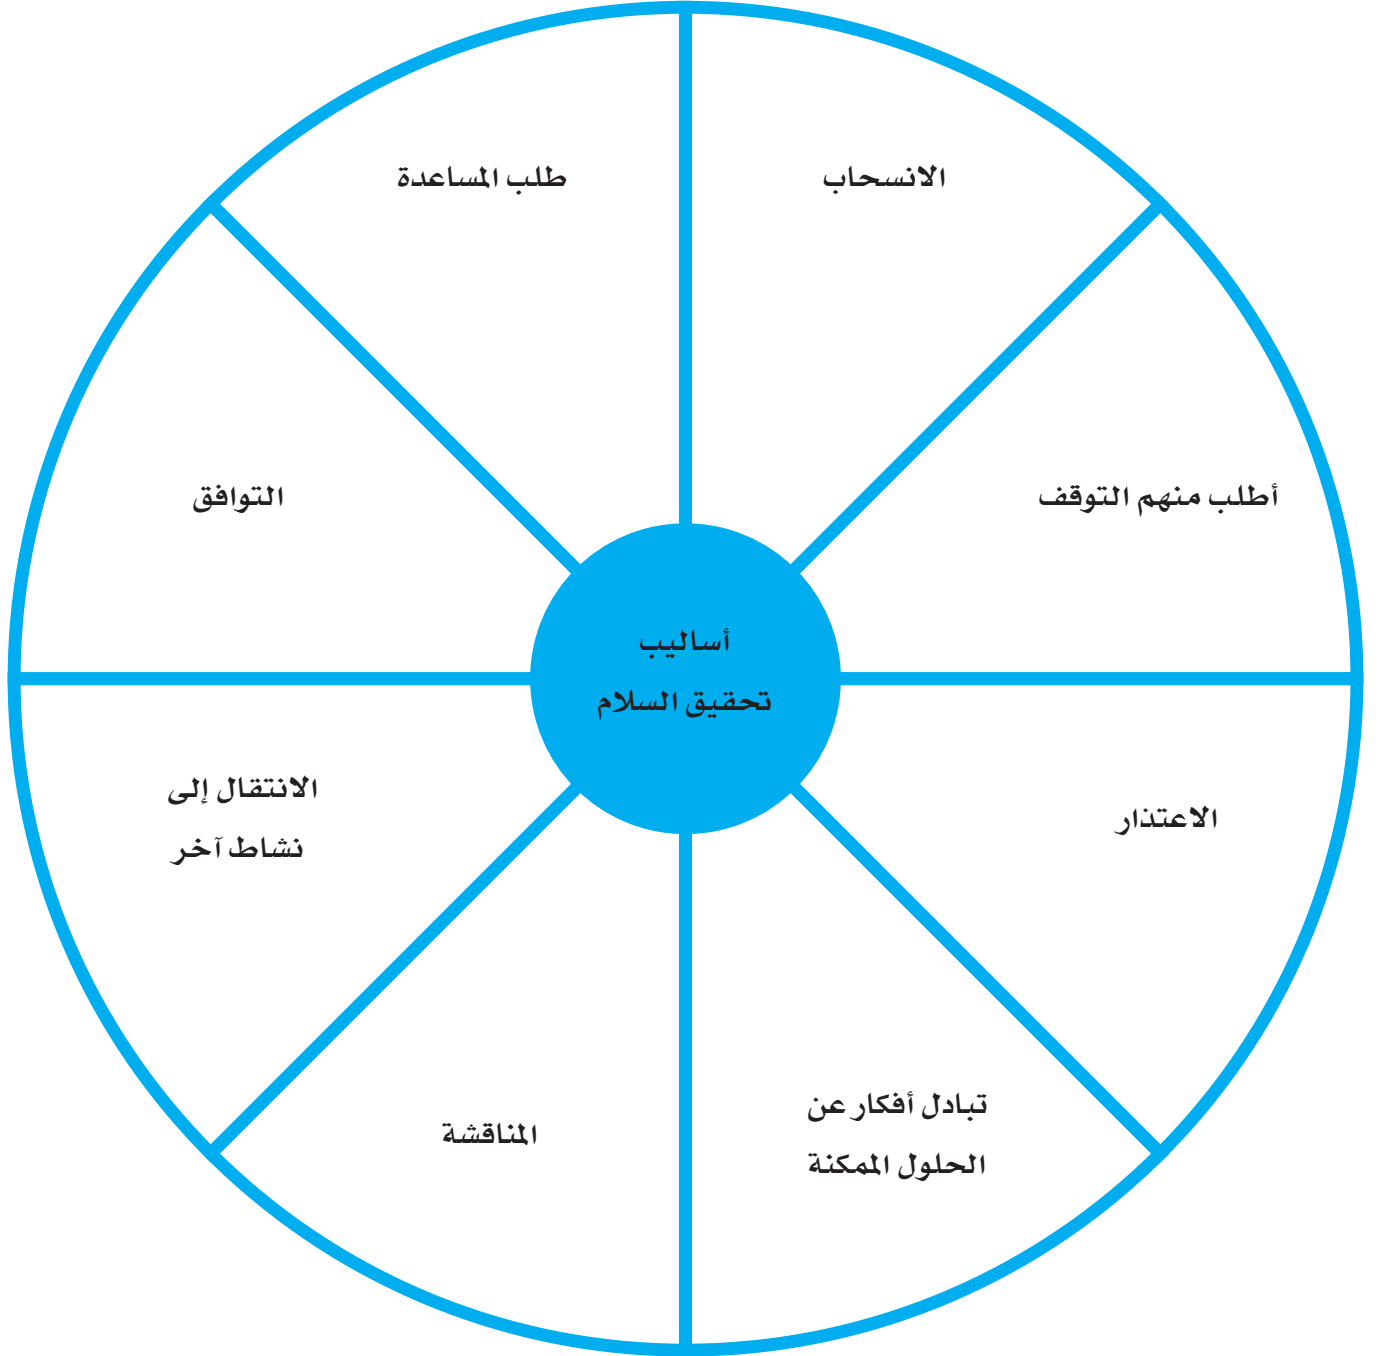 طلب المساعدة
الانسحاب
التوافق
أطلب منهم التوقف
أساليب
تحقيق السلام
الانتقال إلى
نشاط آخر
الاعتذار
المناقشة
تبادل أفكار عن
الحلول الممكنة